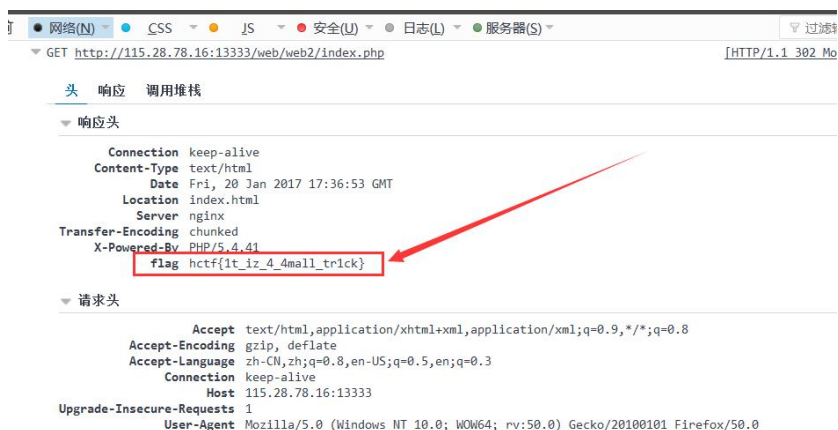 网络(N) CSS JS 安全(U) 日志(L) 服务器(S) 过滤
GET http://115.28.78.16:13333/web/web2/index.php [HTTP/1.1 302 Mo
头 响应 调用堆栈
响应头
Connection keep-alive
Content-Type text/html
Date Fri, 20 Jan 2017 17:36:53 GMT
Location index.html
Server nginx
Transfer-Encoding chunked
X-Powered-By PHP/5.4.41
flag hctf{1t_iz_4_4mall_tr1ck}
请求头
Accept text/html,application/xhtml+xml,application/xml;q=0.9,*/*;q=0.8
Accept-Encoding gzip, deflate
Accept-Language zh-CN,zh;q=0.8,en-US;q=0.5,en;q=0.3
Connection keep-alive
Host 115.28.78.16:13333
Upgrade-Insecure-Requests 1
User-Agent Mozilla/5.0 (Windows NT 10.0; WOW64; rv:50.0) Gecko/20100101 Firefox/50.0